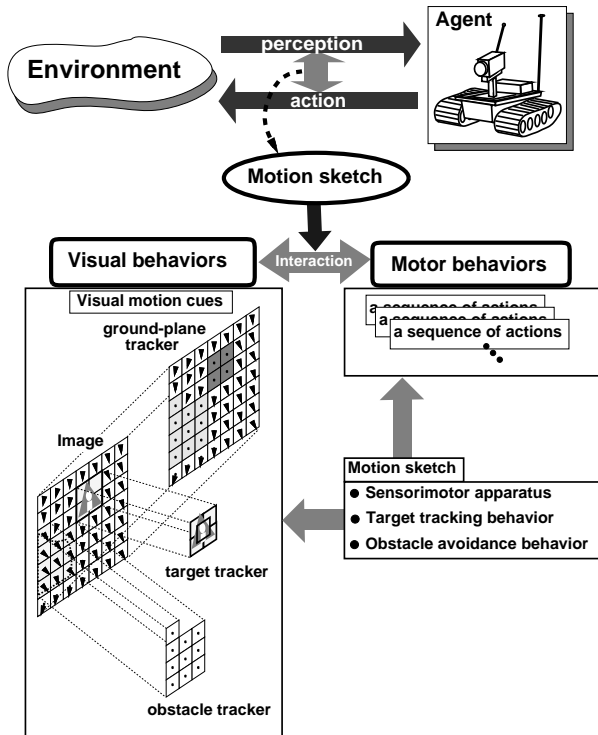 Environment
perception
action
Agent
Motion sketch
Visual behaviors
Interaction
Motor behaviors
Visual motion cues
ground-plane
tracker
Image
target tracker
obstacle tracker
a sequence of actions
a sequence of actions
a sequence of actions
Motion sketch
● Sensorimotor apparatus
● Target tracking behavior
● Obstacle avoidance behavior